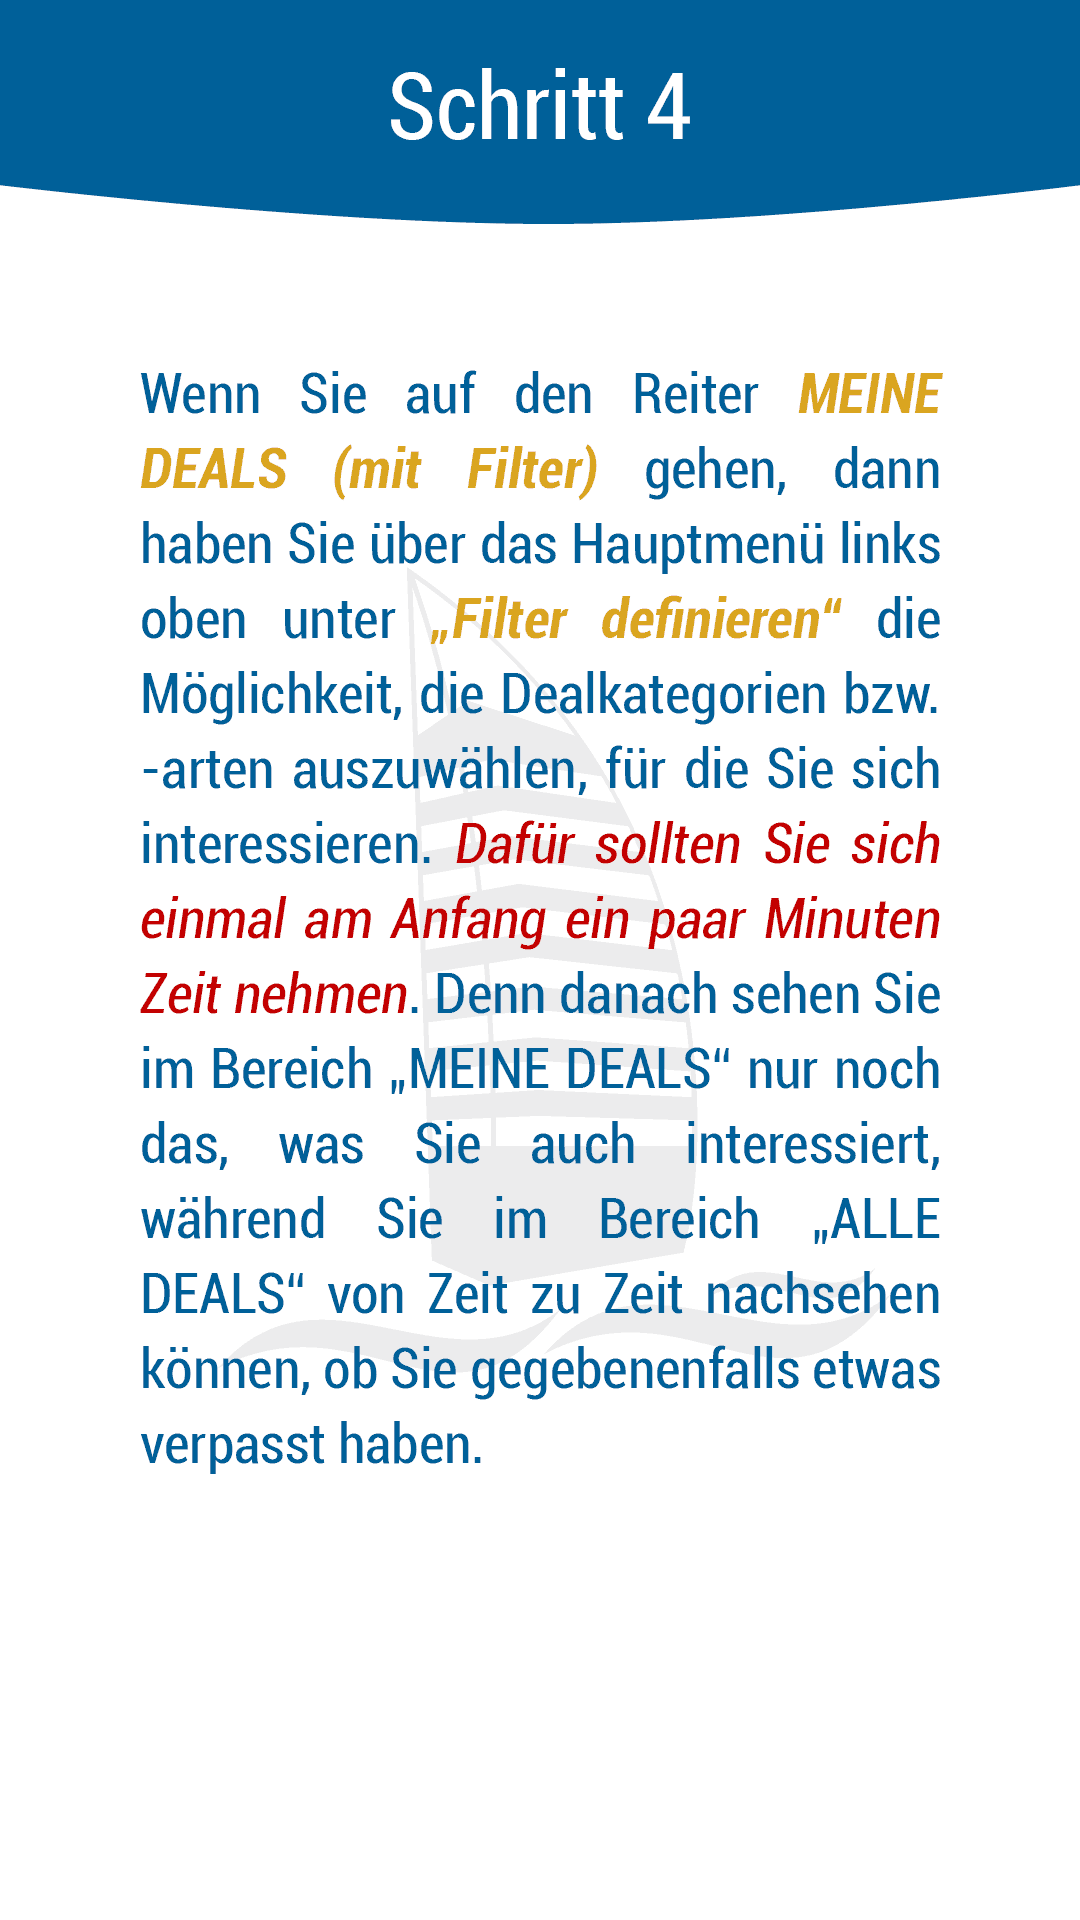 Schritt 4
Wenn Sie auf den Reiter MEINE
DEALS (mit Filter) gehen, dann
haben Sie über das Hauptmenü links
oben unter „Filter definieren“ die
Möglichkeit, die Dealkategorien bzw.
-arten auszuwählen, für die Sie sich
interessieren. Dafür sollten Sie sich
einmal am Anfang ein paar Minuten
Zeit nehmen. Denn danach sehen Sie
im Bereich „MEINE DEALS“ nur noch
das, was Sie auch interessiert,
während Sie im Bereich „ALLE
DEALS“ von Zeit zu Zeit nachsehen
können, ob Sie gegebenenfalls etwas
verpasst haben.